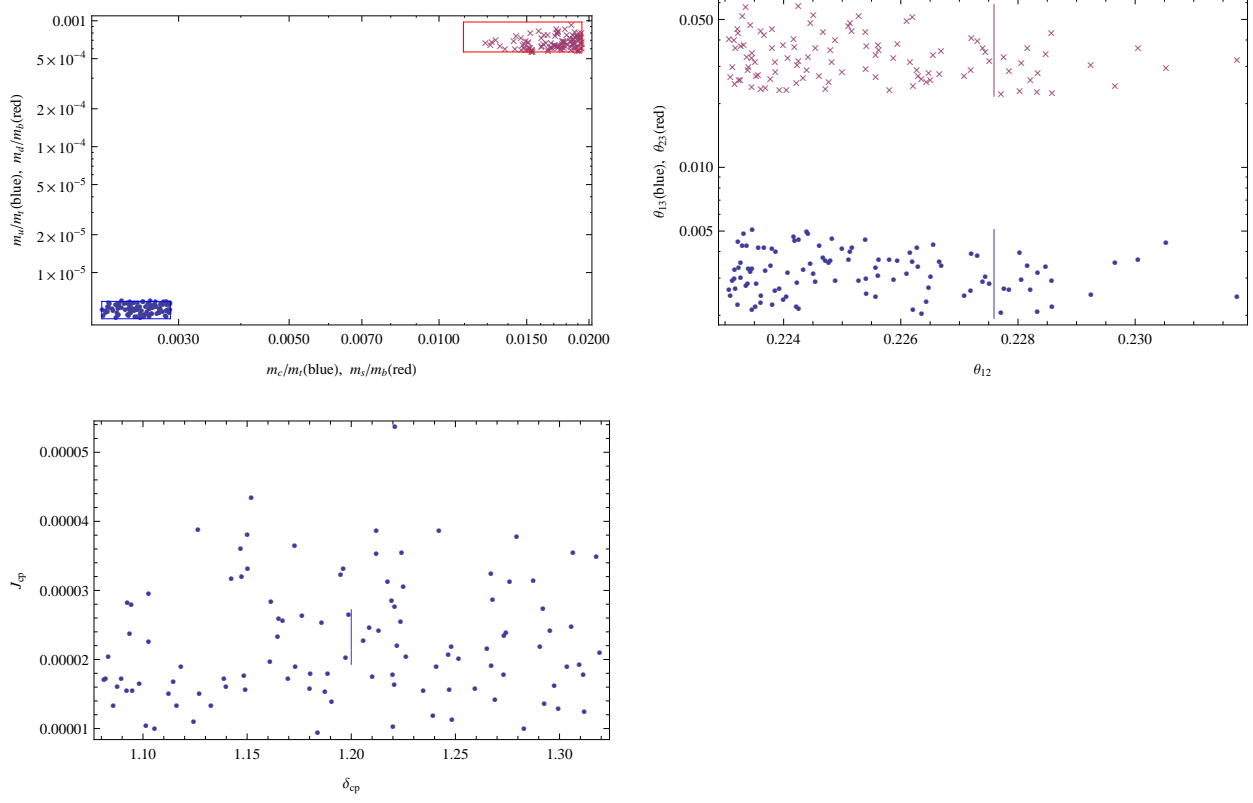 0.001
5×10⁻⁴
2×10⁻⁴
1×10⁻⁴
5×10⁻⁵
2×10⁻⁵
1×10⁻⁵
m_u/m_t(blue), m_d/m_b(red)
0.0030 0.0050 0.0070 0.0100 0.0150 0.0200
m_c/m_t(blue), m_s/m_b(red)
0.050
0.010
0.005
θ₁₃(blue), θ₂₃(red)
0.224 0.226 0.228 0.230
θ₁₂
0.00005
0.00004
0.00003
0.00002
0.00001
J_cp
1.10 1.15 1.20 1.25 1.30
δ_cp